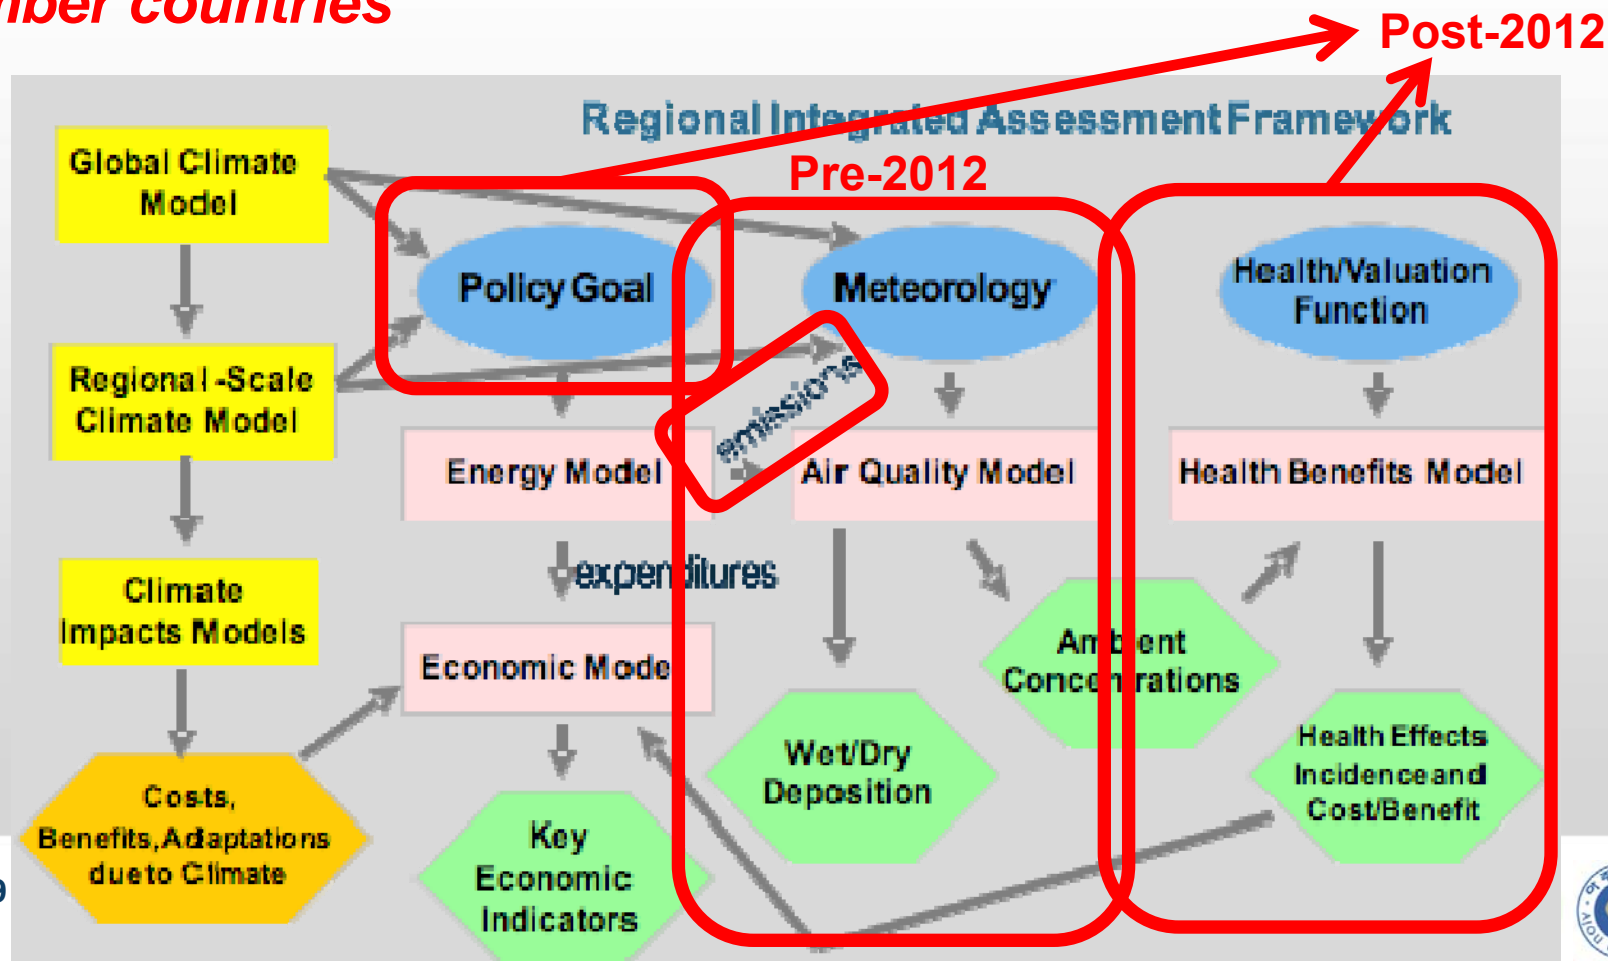 mber countries
Post-2012
Regional Integrated Assessment Framework
Pre-2012
Global Climate
Model
Policy Goal
Meteorology
Health/Valuation
Function
emissions
Regional-Scale
Climate Model
Energy Model
Air Quality Model
Health Benefits Model
expenditures
Climate
Impacts Models
Economic Mode
Ambient
Concentrations
Wet/Dry
Deposition
Health Effects
Incidence and
Cost/Benefit
Costs,
Benefits, Adaptations
due to Climate
Key
Economic
Indicators
9